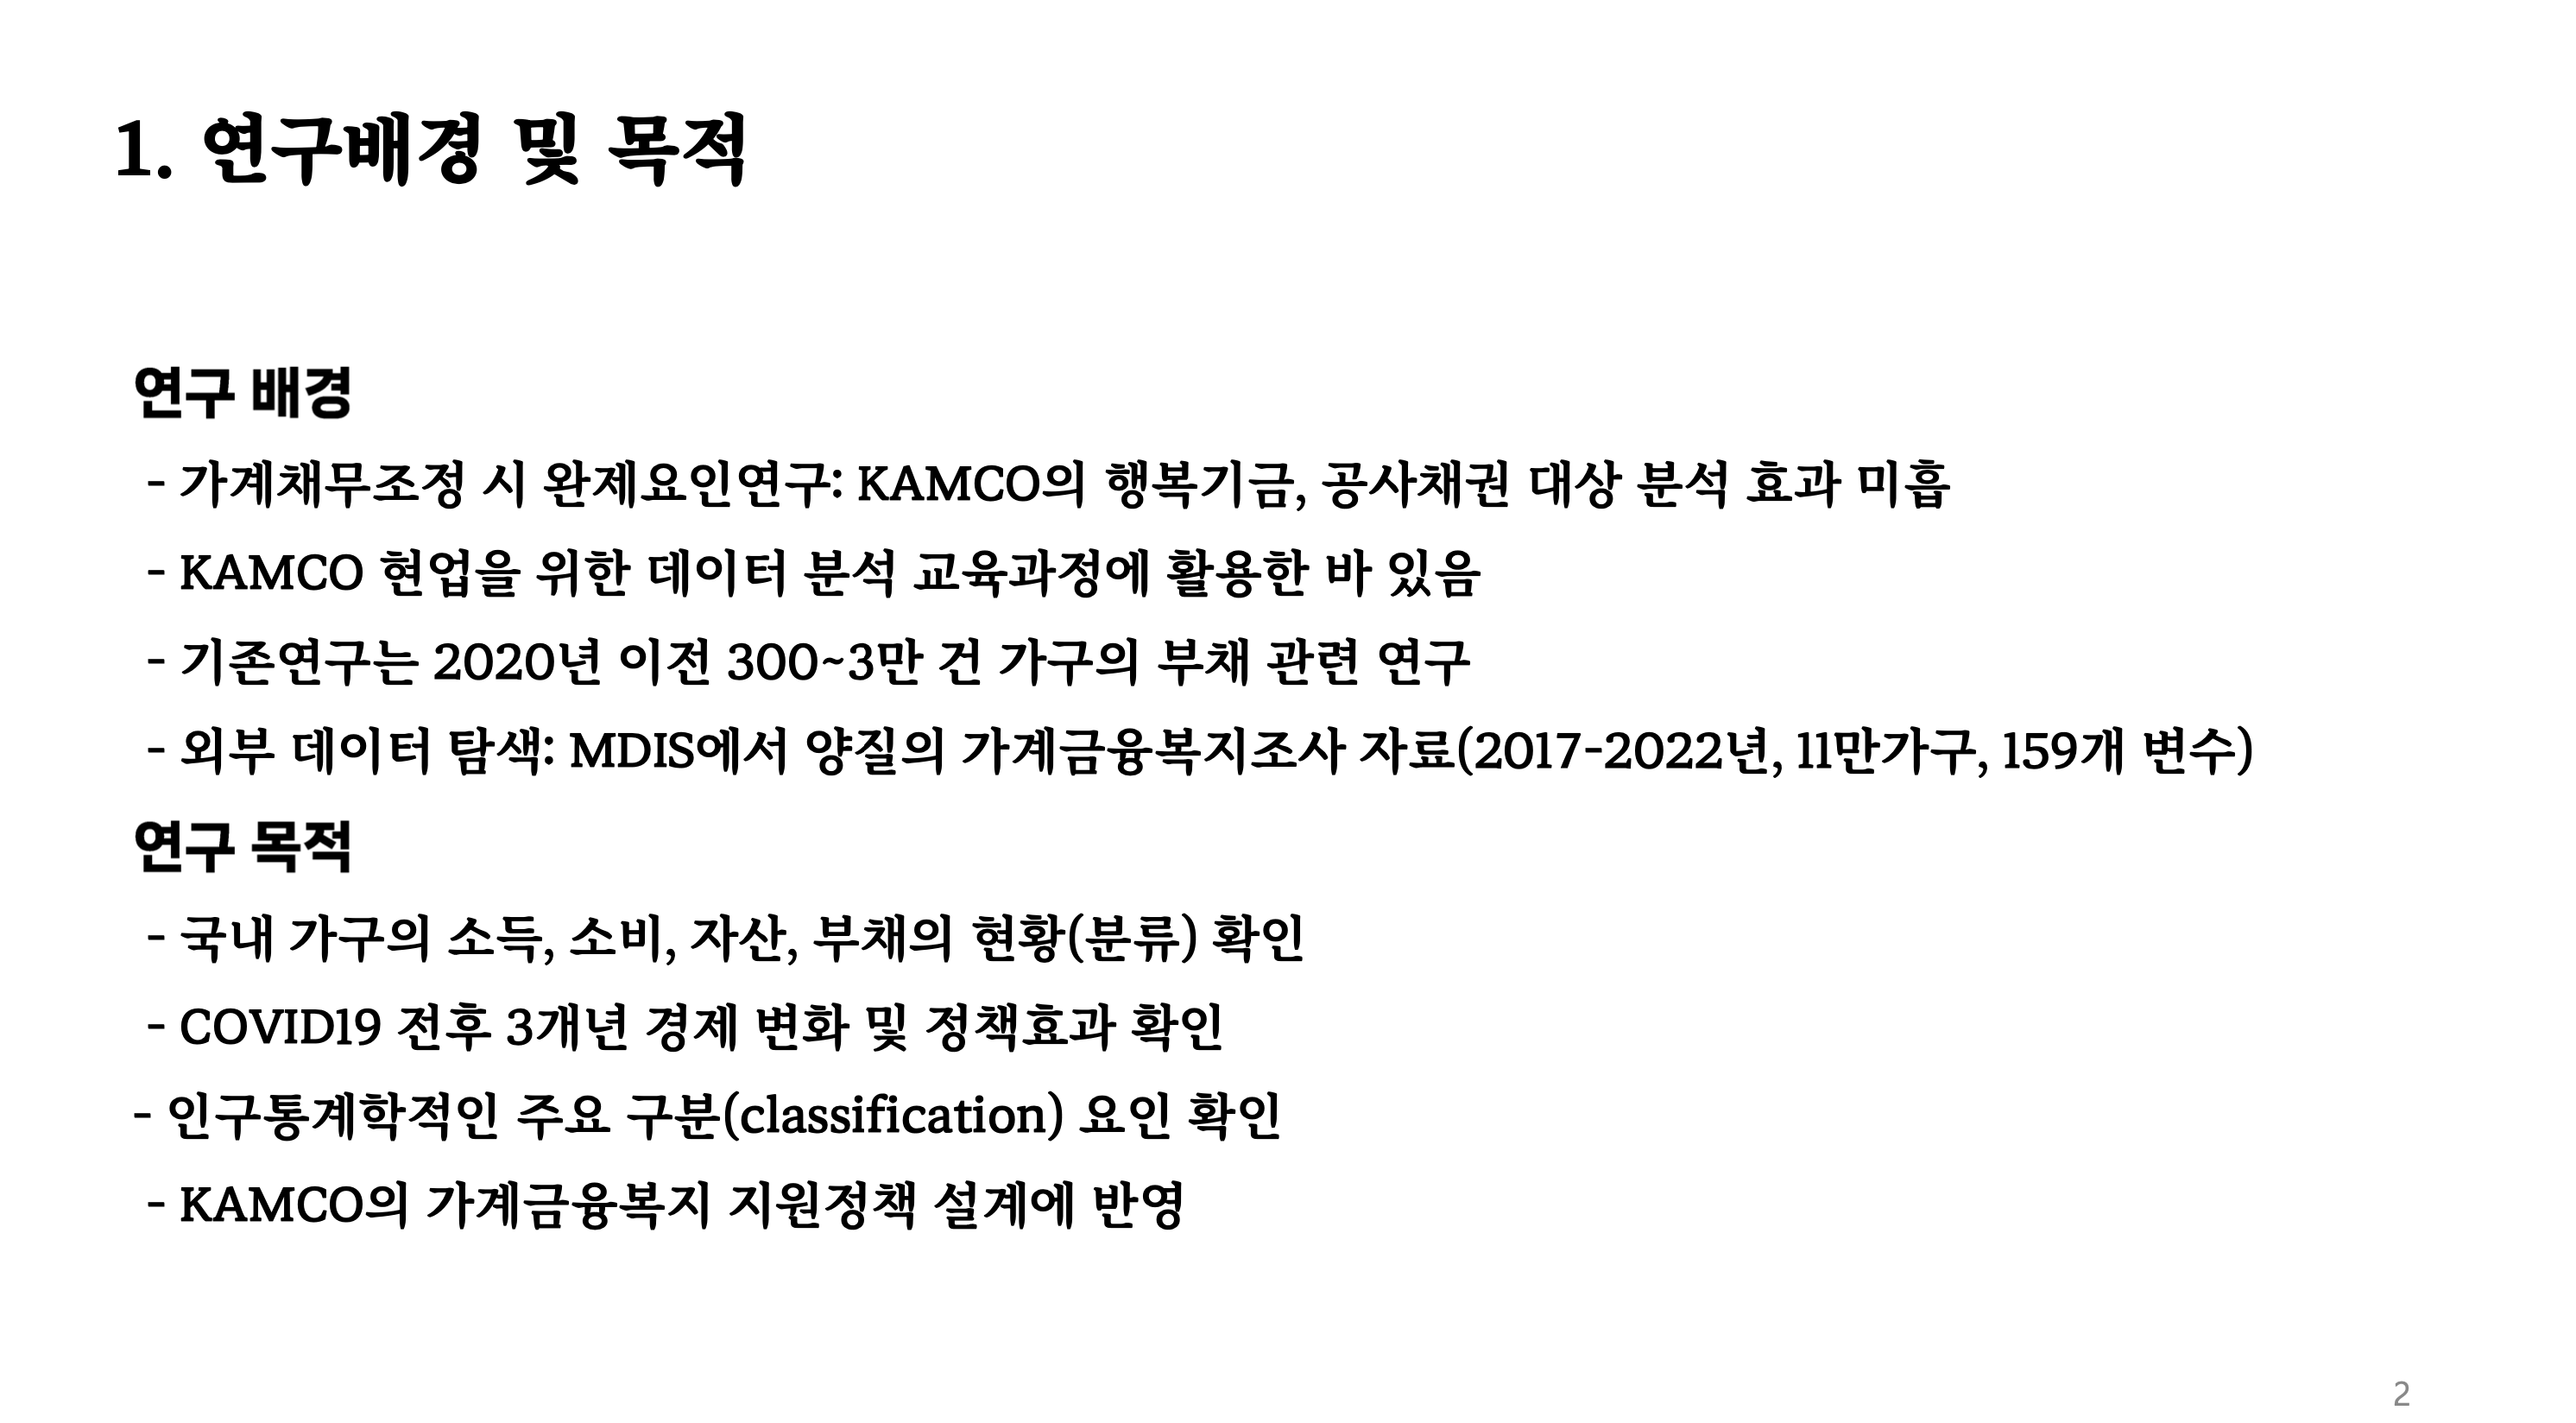 1. 연구배경 및 목적
연구 배경
- 가계채무조정 시 완제요인연구: KAMCO의 행복기금, 공사채권 대상 분석 효과 미흡
- KAMCO 현업을 위한 데이터 분석 교육과정에 활용한 바 있음
- 기존연구는 2020년 이전 300~3만 건 가구의 부채 관련 연구
- 외부 데이터 탐색: MDIS에서 양질의 가계금융복지조사 자료(2017-2022년, 11만가구, 159개 변수)
연구 목적
- 국내 가구의 소득, 소비, 자산, 부채의 현황(분류) 확인
- COVID19 전후 3개년 경제 변화 및 정책효과 확인
- 인구통계학적인 주요 구분(classification) 요인 확인
- KAMCO의 가계금융복지 지원정책 설계에 반영
2